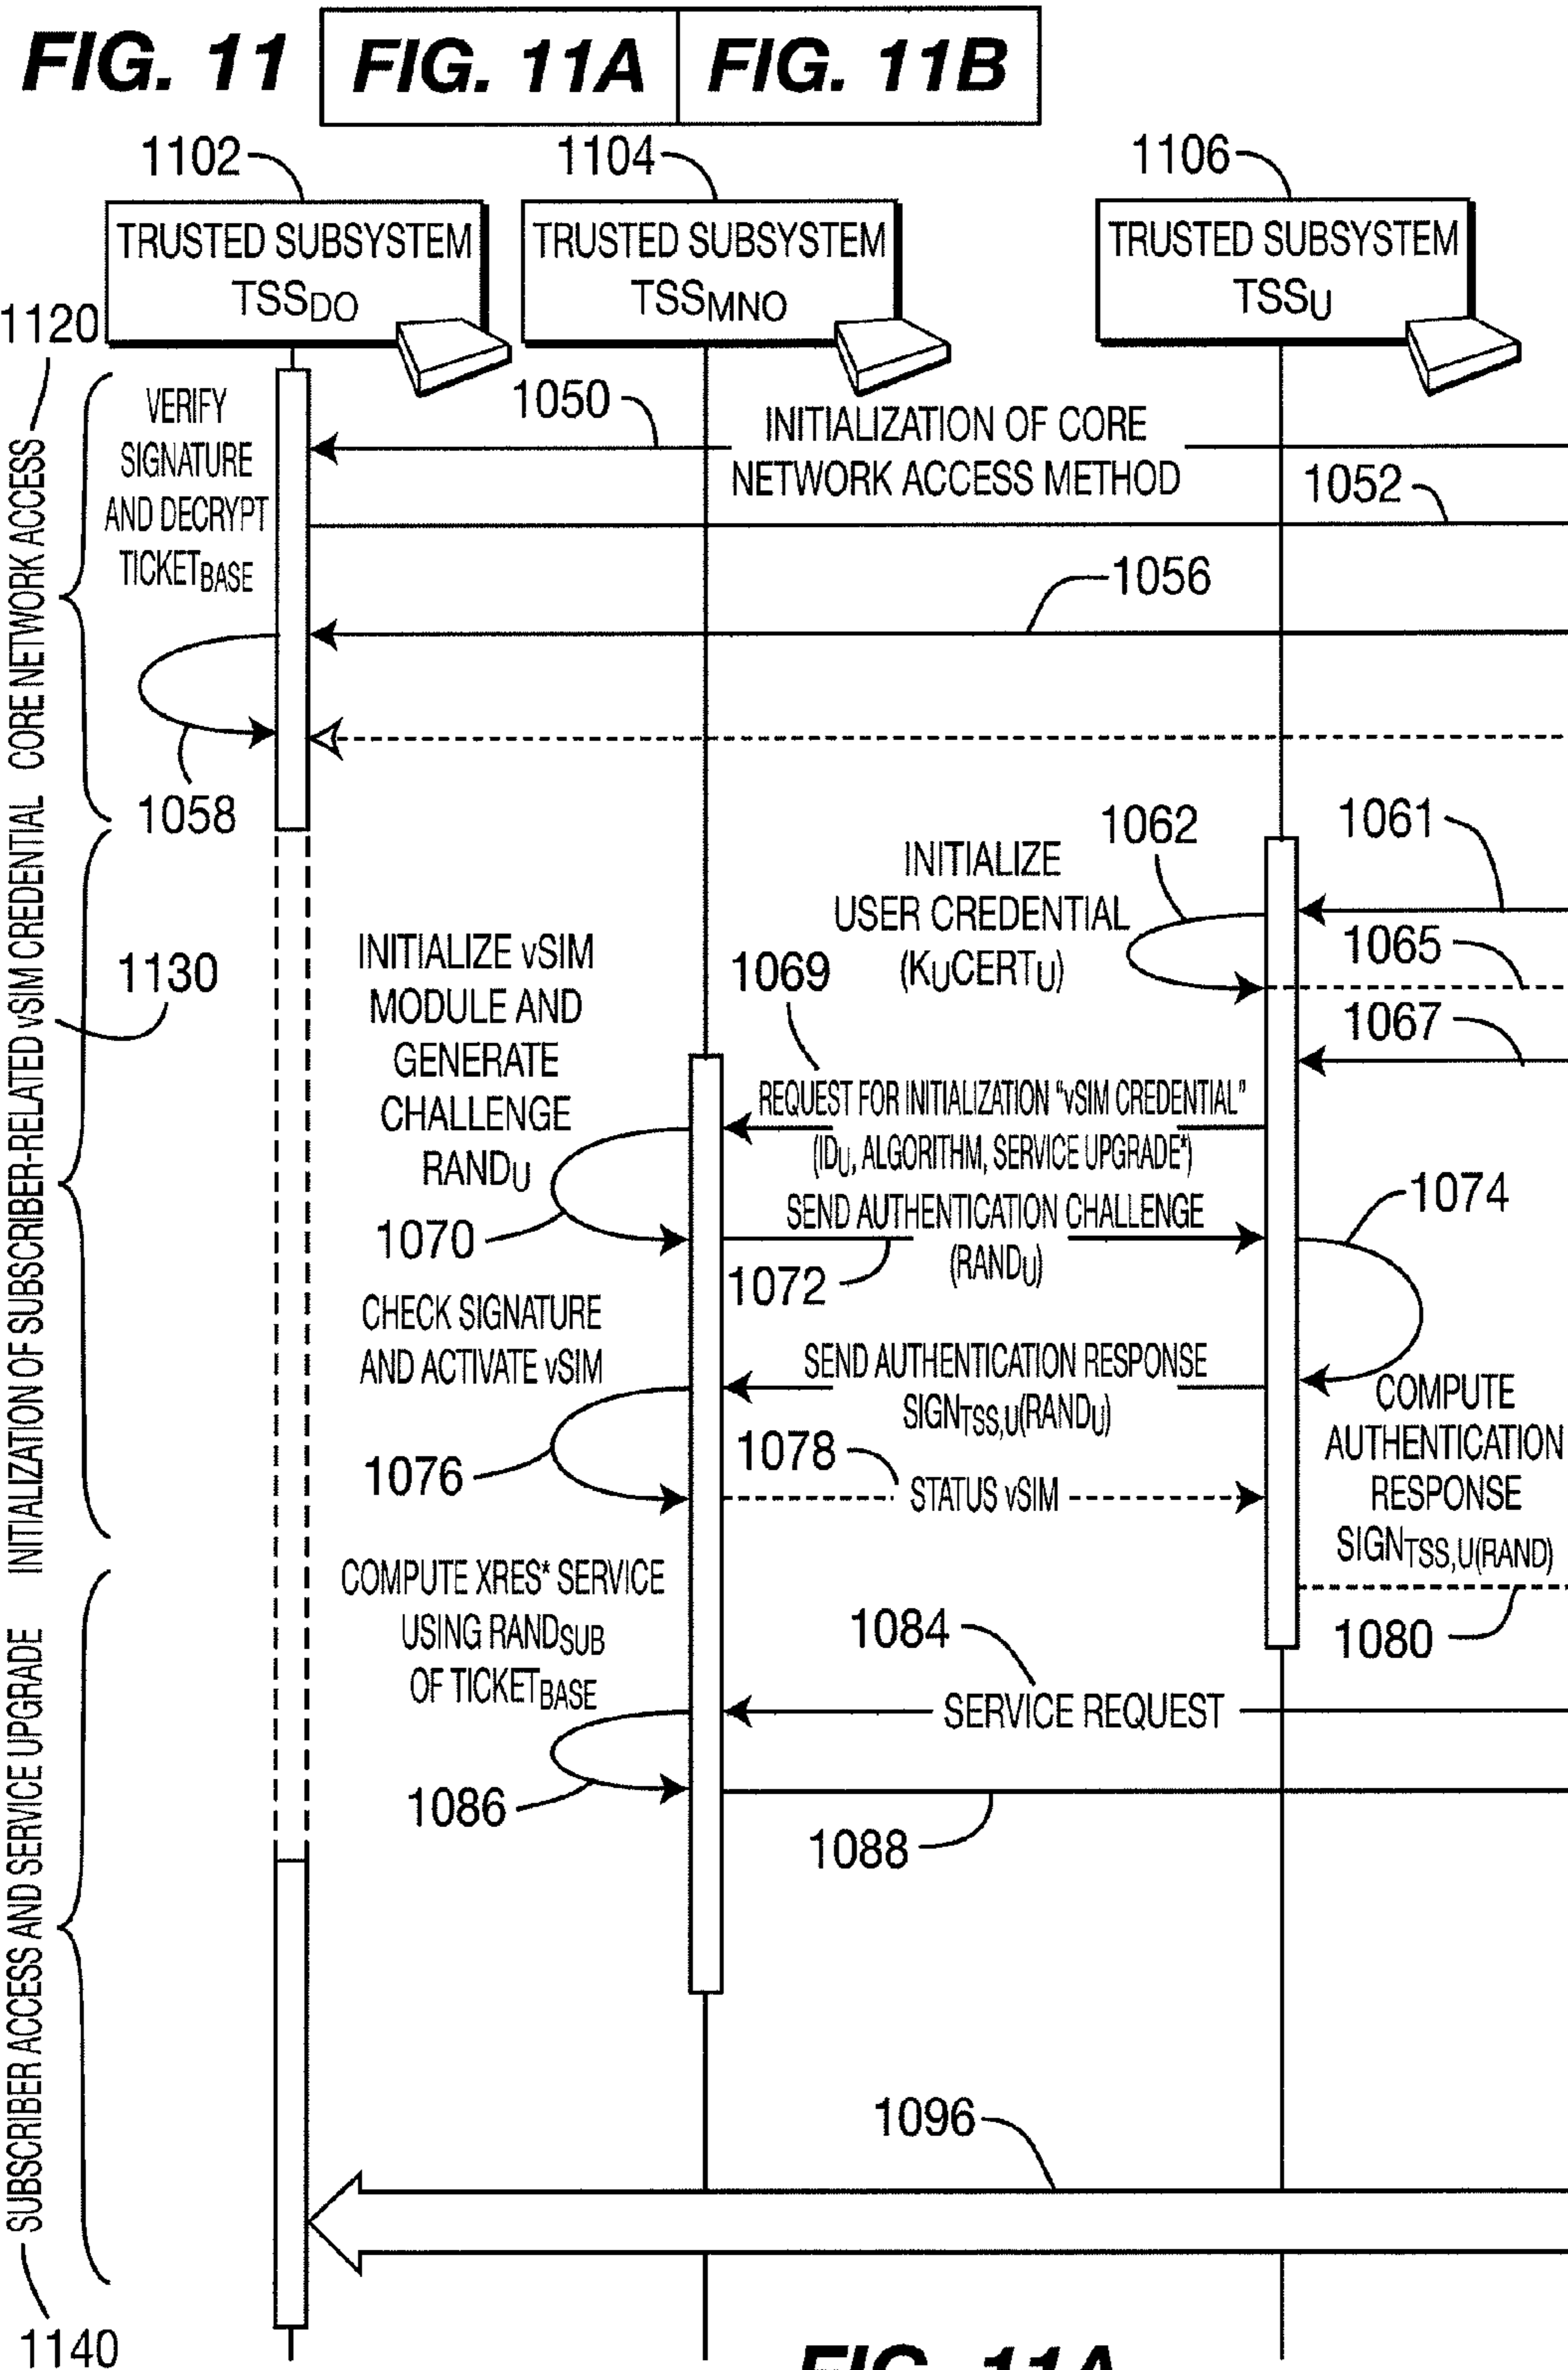 FIG. 11
FIG. 11A
FIG. 11B
1102
1104
1106
TRUSTED SUBSYSTEM
TSSDO
TRUSTED SUBSYSTEM
TSSMNO
TRUSTED SUBSYSTEM
TSSU
1120
CORE NETWORK ACCESS
VERIFY
SIGNATURE
AND DECRYPT
TICKETBASE
1050
INITIALIZATION OF CORE
NETWORK ACCESS METHOD
1052
1056
1058
INITIALIZATION OF SUBSCRIBER-RELATED vSIM CREDENTIAL
1130
1062
1061
INITIALIZE
USER CREDENTIAL
(KUCERTU)
1065
1067
INITIALIZE vSIM
MODULE AND
GENERATE
CHALLENGE
RANDU
1069
REQUEST FOR INITIALIZATION "vSIM CREDENTIAL"
(IDU, ALGORITHM, SERVICE UPGRADE*)
1070
SEND AUTHENTICATION CHALLENGE
(RANDU)
1072
1074
CHECK SIGNATURE
AND ACTIVATE vSIM
SEND AUTHENTICATION RESPONSE
SIGNTSS,U(RANDU)
COMPUTE
AUTHENTICATION
RESPONSE
SIGNTSS,U(RAND)
1076
1078
STATUS vSIM
1080
SUBSCRIBER ACCESS AND SERVICE UPGRADE
COMPUTE XRES* SERVICE
USING RANDSUB
OF TICKETBASE
1084
SERVICE REQUEST
1086
1088
1096
1140
FIG. 11A